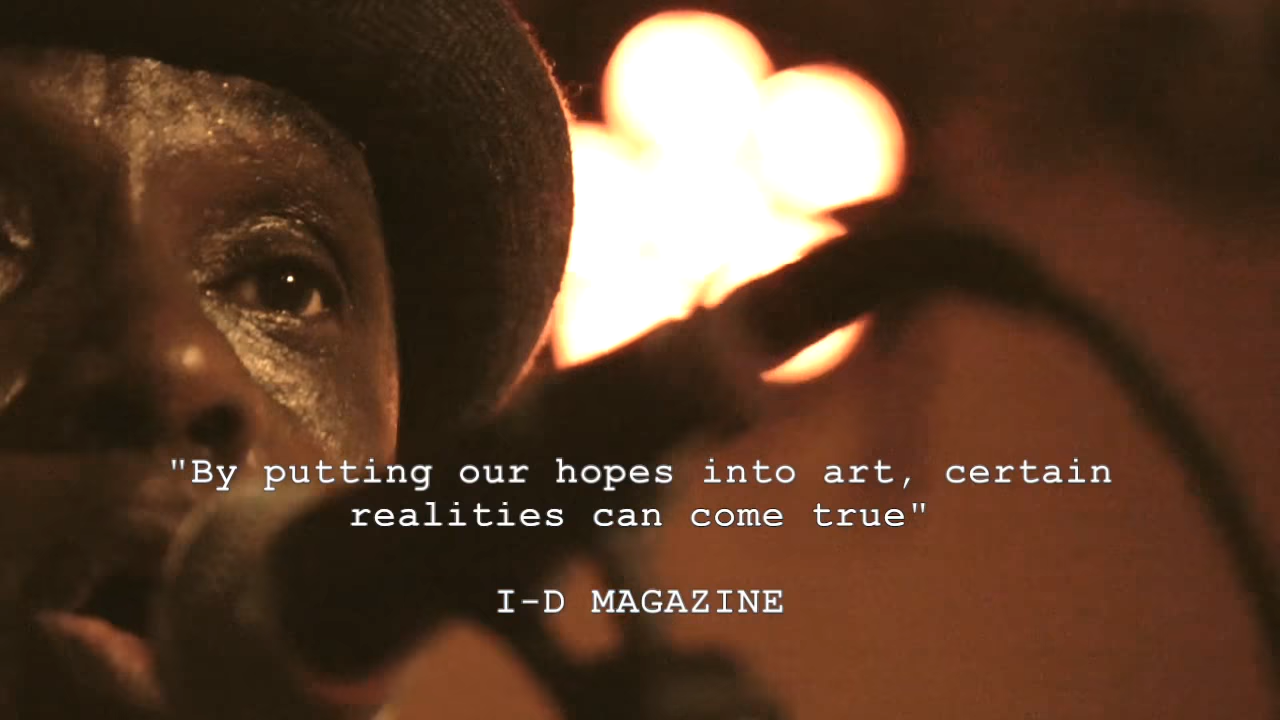 "By putting our hopes into art, certain
realities can come true"
I-D MAGAZINE